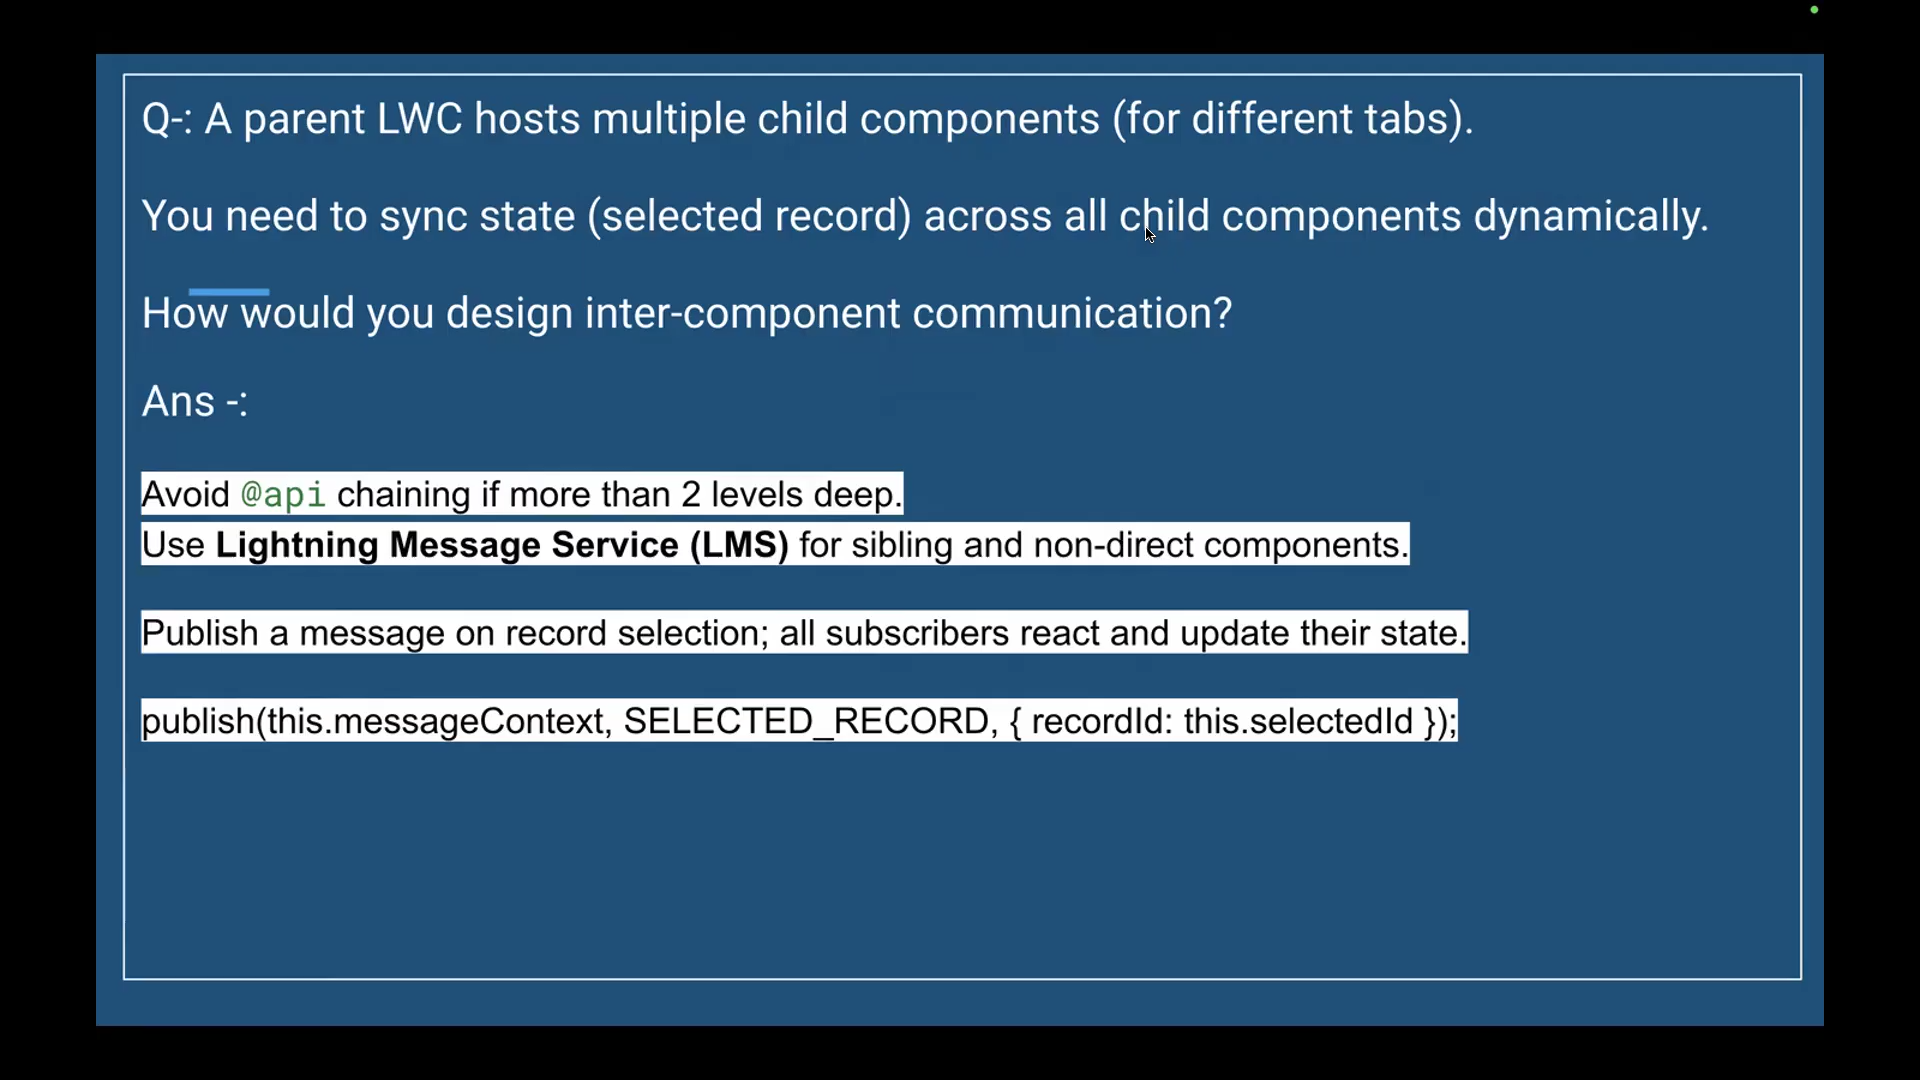 Q-: A parent LWC hosts multiple child components (for different tabs).
You need to sync state (selected record) across all child components dynamically.
How would you design inter-component communication?
Ans -:
Avoid @api chaining if more than 2 levels deep.
Use Lightning Message Service (LMS) for sibling and non-direct components.
Publish a message on record selection; all subscribers react and update their state.
publish(this.messageContext, SELECTED_RECORD, { recordId: this.selectedId });